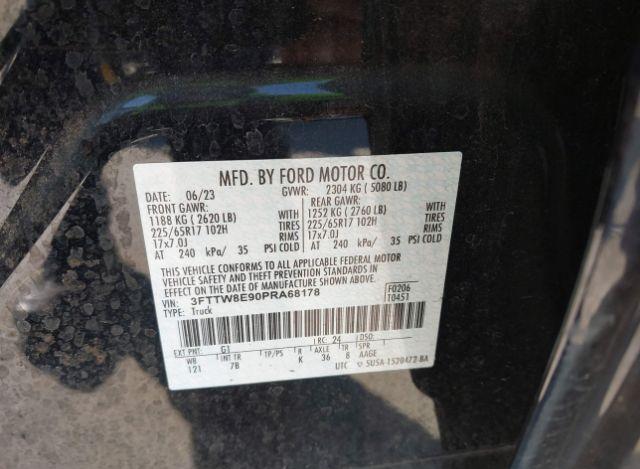 MFD. BY FORD MOTOR CO.
06/23 GVWR: 2304 KG ( 5080 LB)
FRONT GAWR: REAR GAWR:
1188 KG ( 2620 LB) WITH 1252 KG ( 2760 LB) WITH
225/65R17 102H TIRES 225/65R17 102H TIRES
17x7.0J RIMS 17x7.0J RIMS
AT 240 kPa/ 35 PSI COLD AT 240 kPa/ 35 PSI COLD
THIS VEHICLE CONFORMS TO ALL APPLICABLE FEDERAL MOTOR
VEHICLE SAFETY AND THEFT PREVENTION STANDARDS IN
EFFECT ON THE DATE OF MANUFACTURE SHOWN ABOVE.
VIN: 3FTTW8E90PRA68178 F0206
TYPE: Truck T0451
EXT PNT: G1 RC: 24 DSO:
WB INT TR TP/PS R AXLE TR SPR
121 7B K 36 8 AAGE
UTC 5U5A-1520472-BA